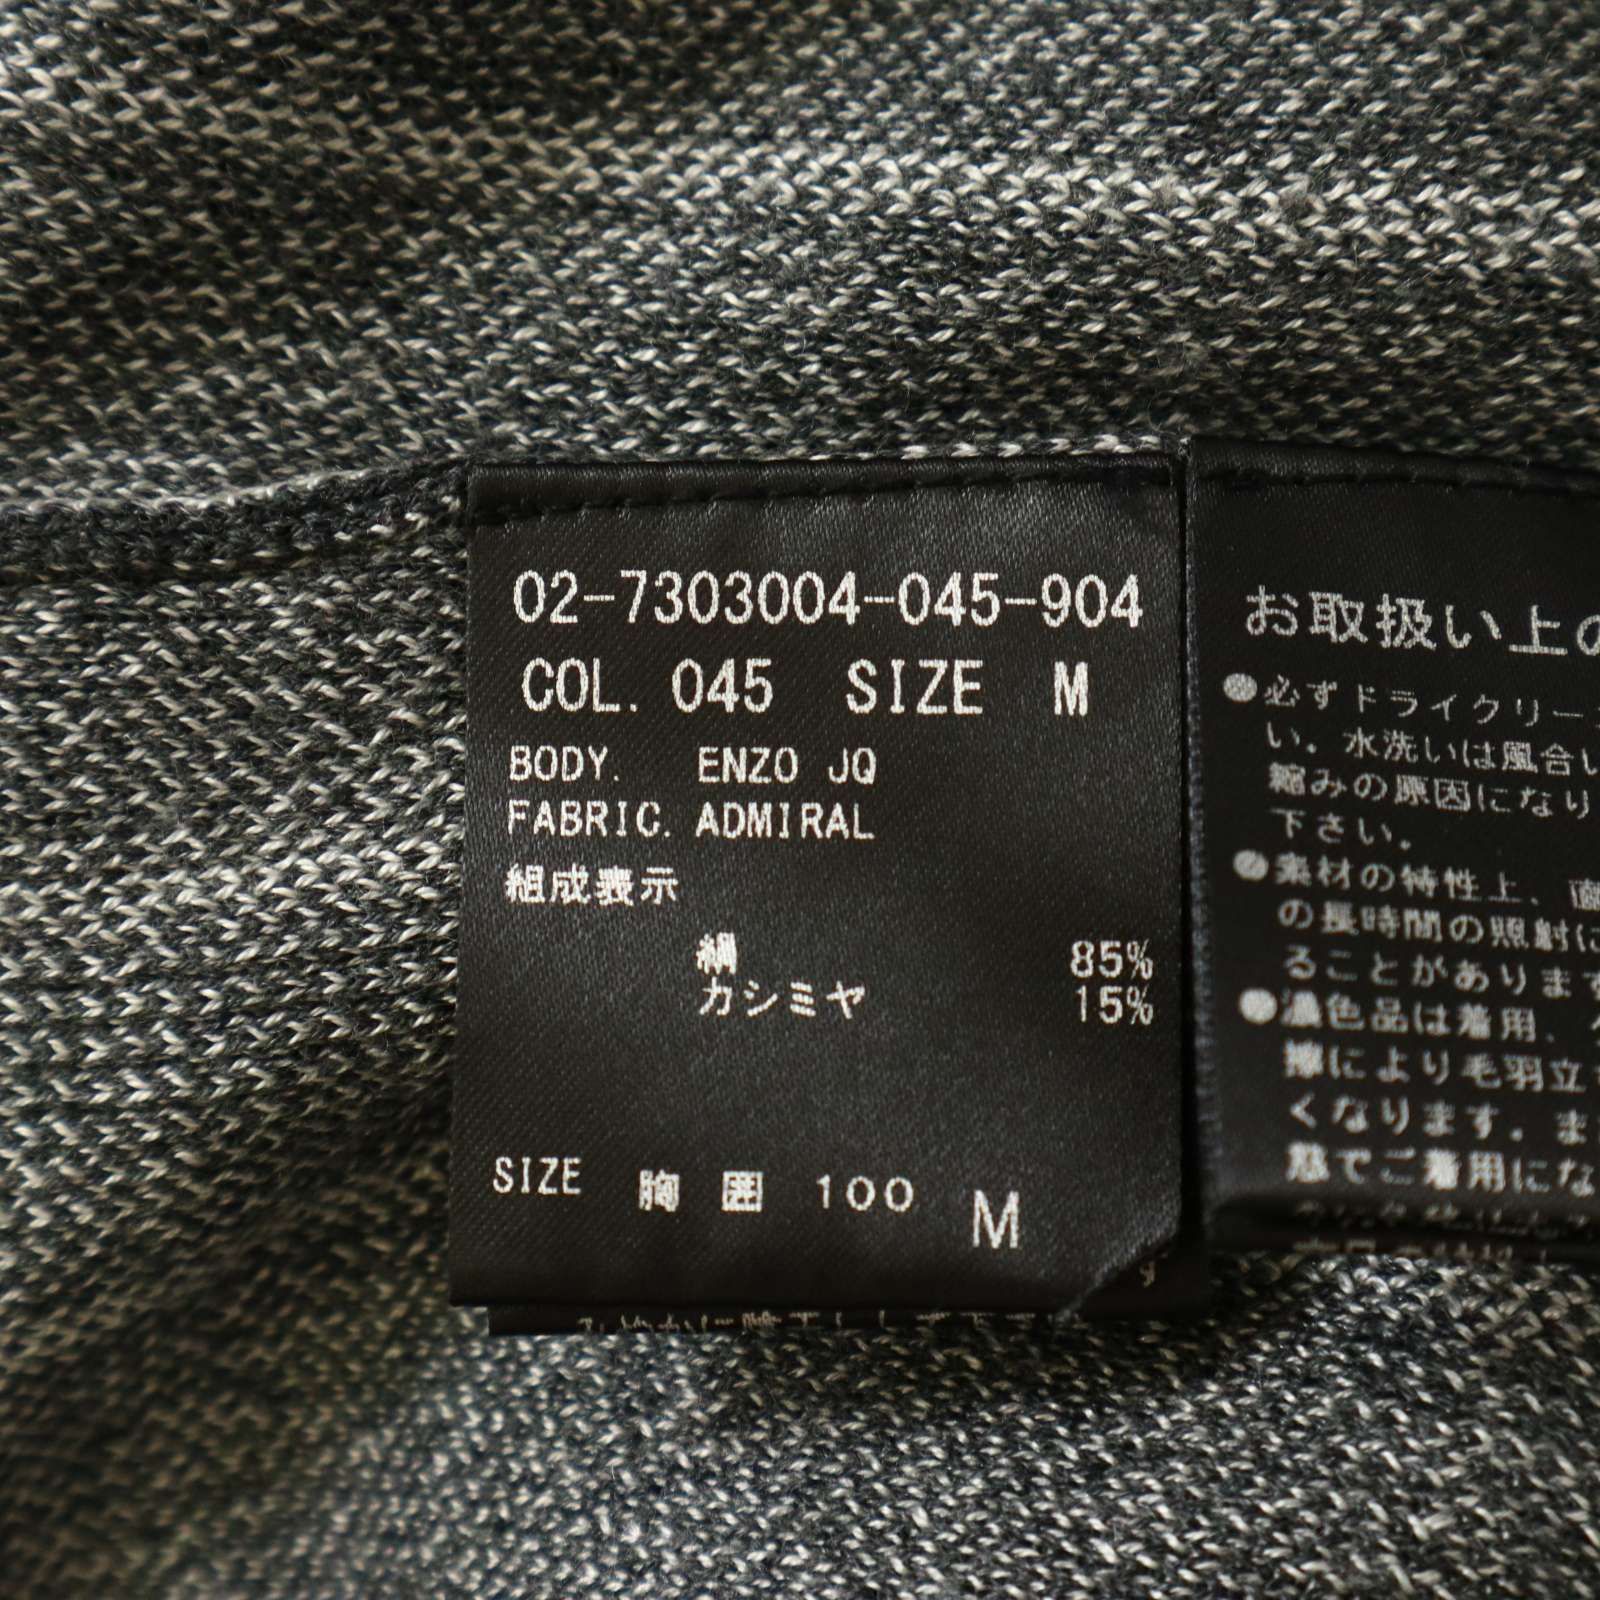 02-7303004-045-904
COL. 045 SIZE M
BODY. ENZO JQ
FABRIC. ADMIRAL
組成表示
絹 85%
カシミヤ 15%
SIZE 胸囲 100 M
お取扱い上の
●必ずドライクリー
い。水洗いは風合い
縮みの原因になり
下さい。
●素材の特性上、直
の長時間の照射に
ることがあります
●濃色品は着用、
擦により毛羽立
くなります。ま
意でご着用にな